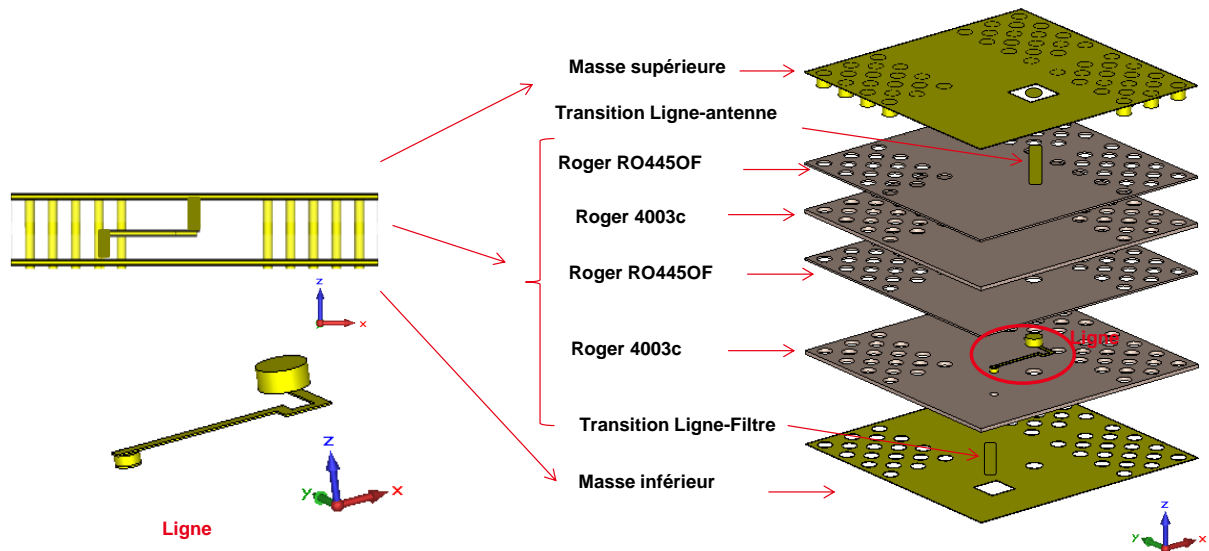 Masse supérieure
Transition Ligne-antenne
Roger RO445OF
Roger 4003c
Roger RO445OF
Roger 4003c
Ligne
Transition Ligne-Filtre
Masse inférieur
z
x
z
y
x
Ligne
z
y
x